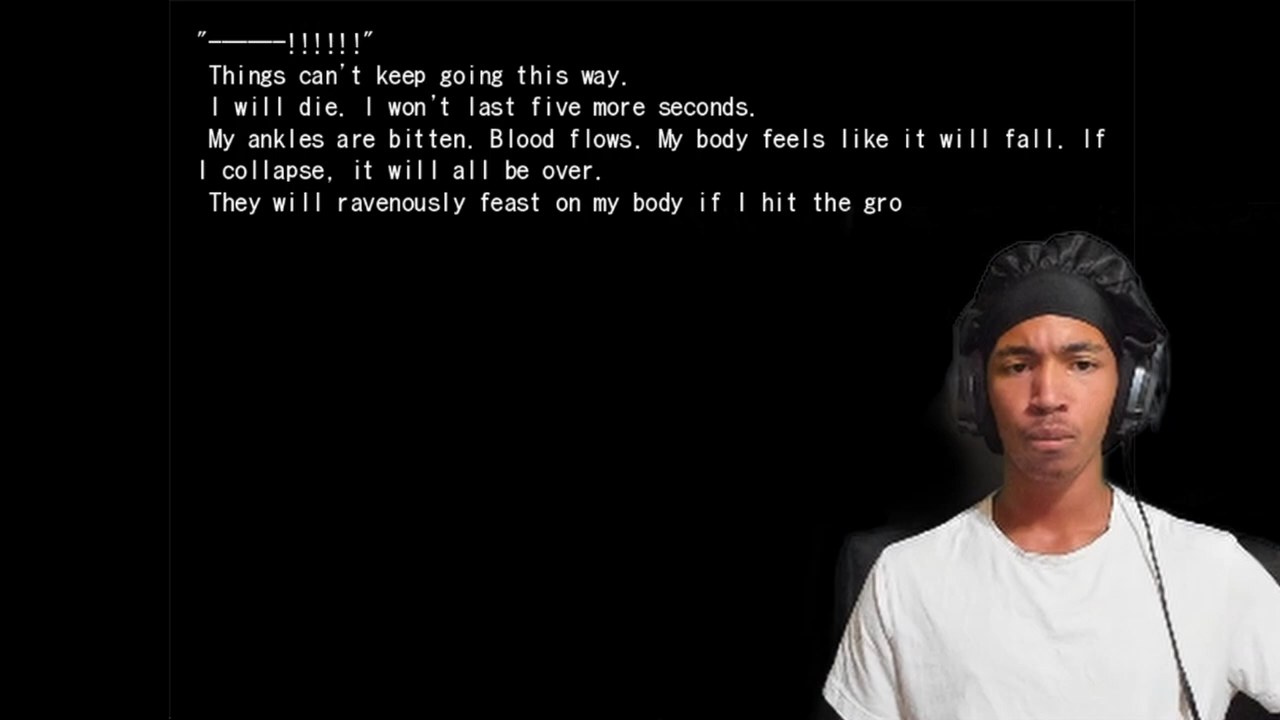 "―――――!!!!!!"
Things can't keep going this way.
I will die. I won't last five more seconds.
My ankles are bitten. Blood flows. My body feels like it will fall. If
I collapse, it will all be over.
They will ravenously feast on my body if I hit the gro